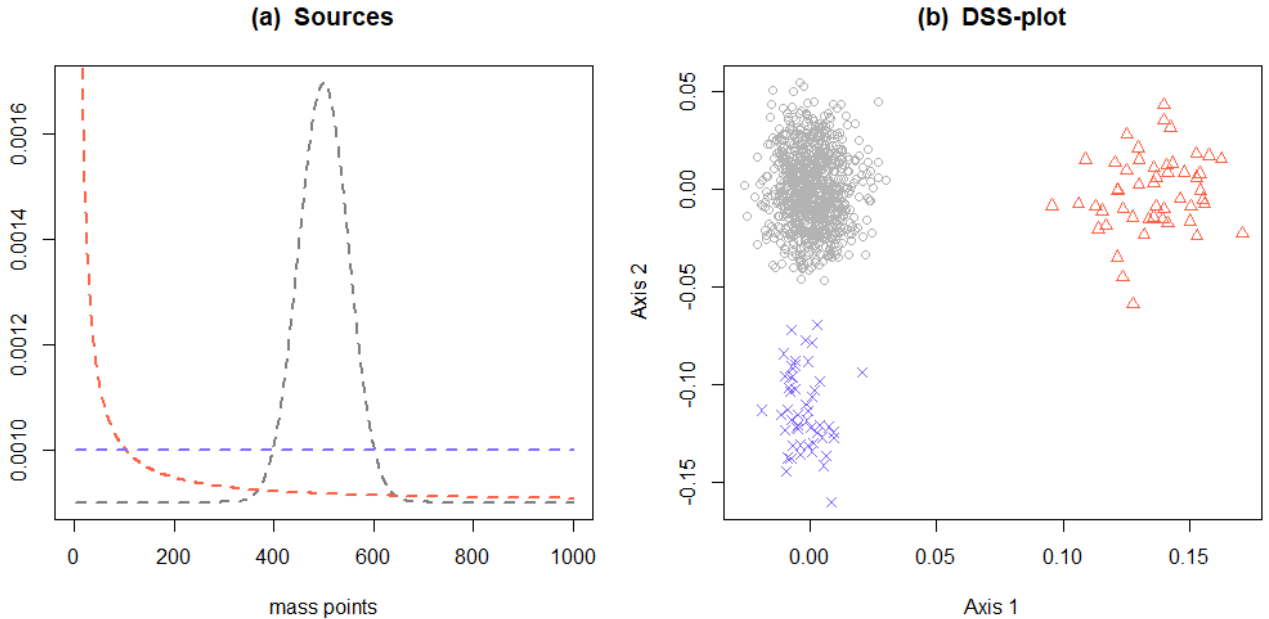 (a) Sources
0.0016
0.0014
0.0012
0.0010
0 200 400 600 800 1000
mass points
(b) DSS-plot
Axis 2
0.05
0.00
-0.05
-0.10
-0.15
0.00 0.05 0.10 0.15
Axis 1